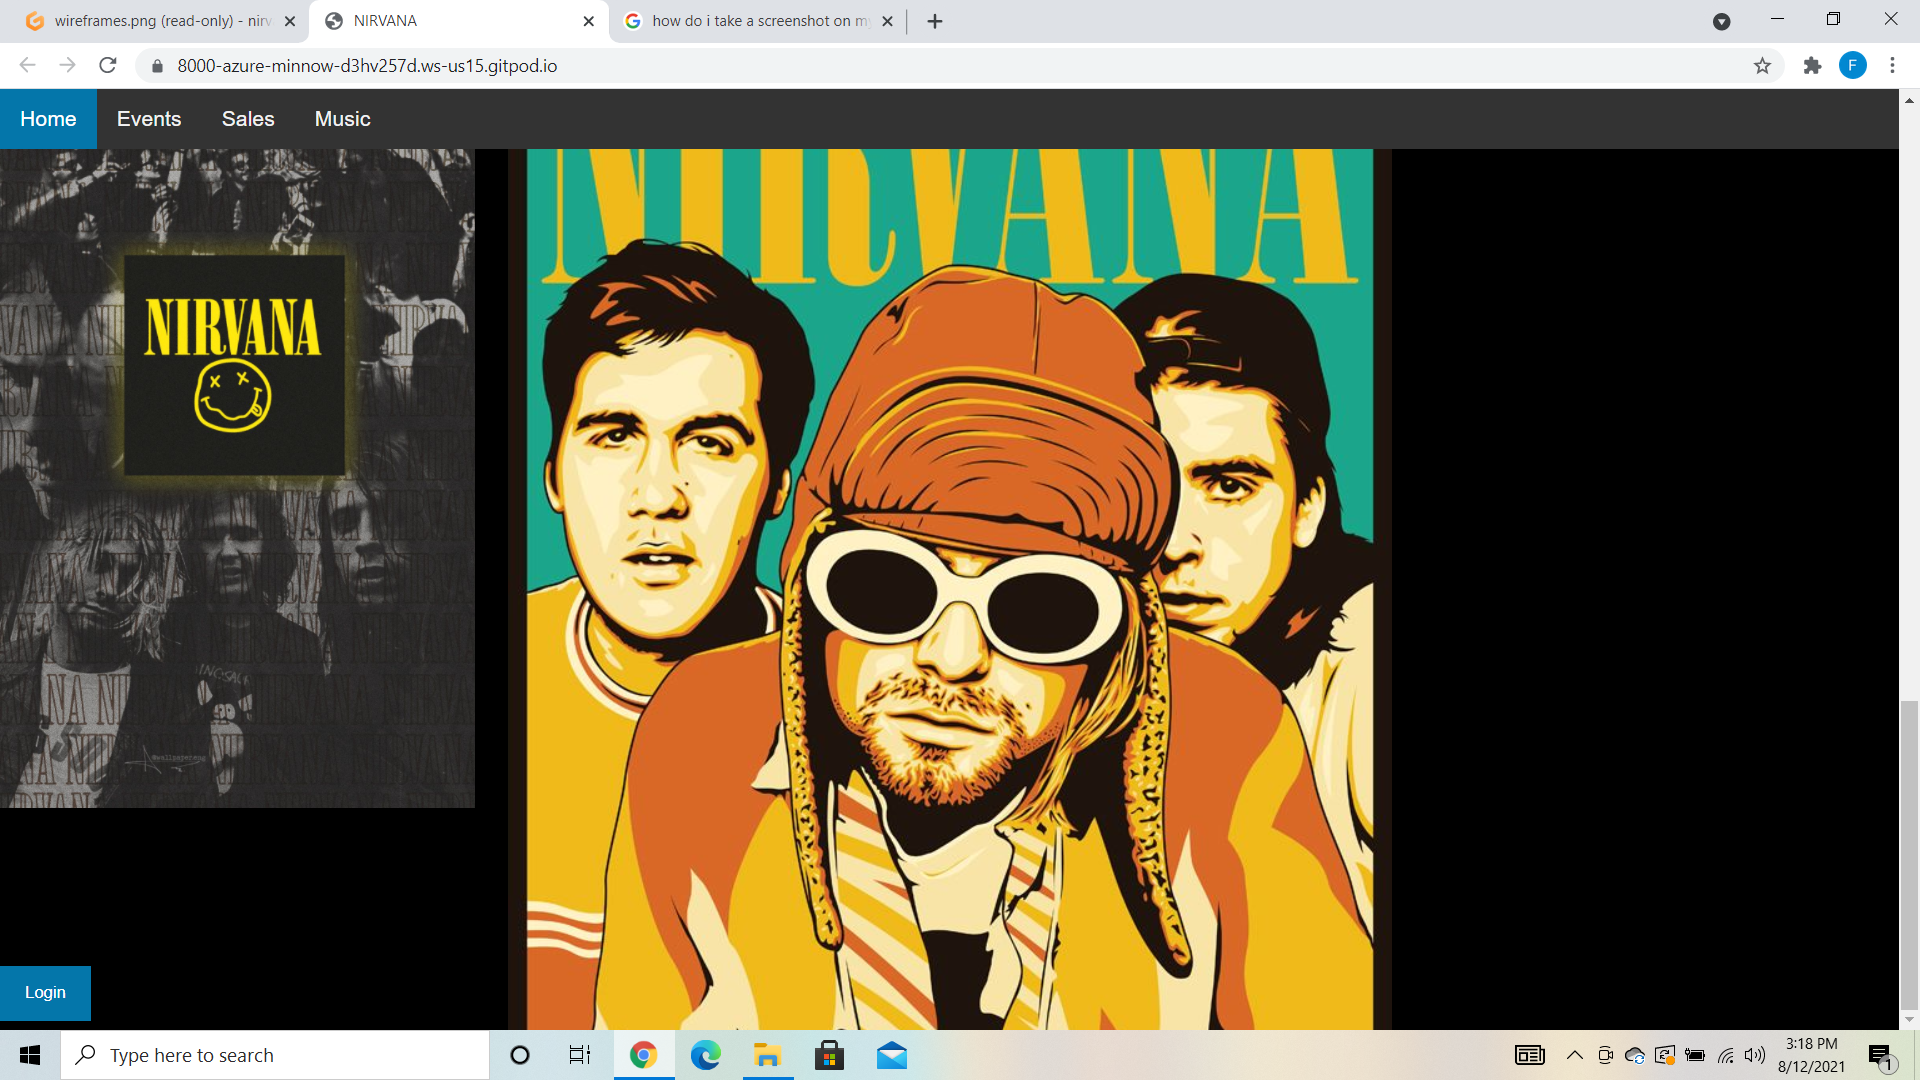 wireframes.png (read-only) - nirv
NIRVANA
how do i take a screenshot on my
8000-azure-minnow-d3hv257d.ws-us15.gitpod.io
F
Home
Events
Sales
Music
NIRVANA
NIRVANA
Login
Type here to search
3:18 PM
8/12/2021
1